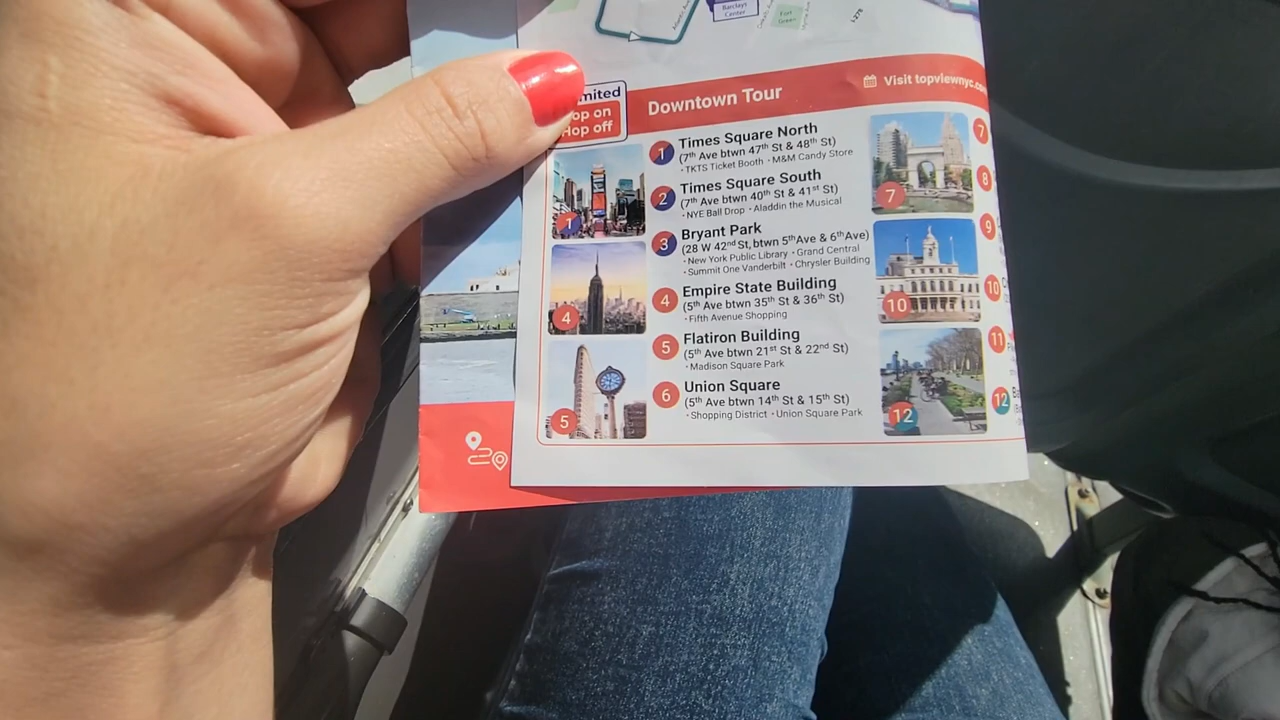 Barclays
Center
Fort
Green
I-278
Downtown Tour
Visit topviewnyc.co
op on
Hop off
1
Times Square North
(7th Ave btwn 47th St & 48th St)
· TKTS Ticket Booth · M&M Candy Store
2
Times Square South
(7th Ave btwn 40th St & 41st St)
· NYE Ball Drop · Aladdin the Musical
3
Bryant Park
(28 W 42nd St, btwn 5th Ave & 6th Ave)
· New York Public Library · Grand Central
· Summit One Vanderbilt · Chrysler Building
4
Empire State Building
(5th Ave btwn 35th St & 36th St)
· Fifth Avenue Shopping
5
Flatiron Building
(5th Ave btwn 21st St & 22nd St)
· Madison Square Park
6
Union Square
(5th Ave btwn 14th St & 15th St)
· Shopping District · Union Square Park
1
4
5
7
10
12
7
8
9
10
11
12